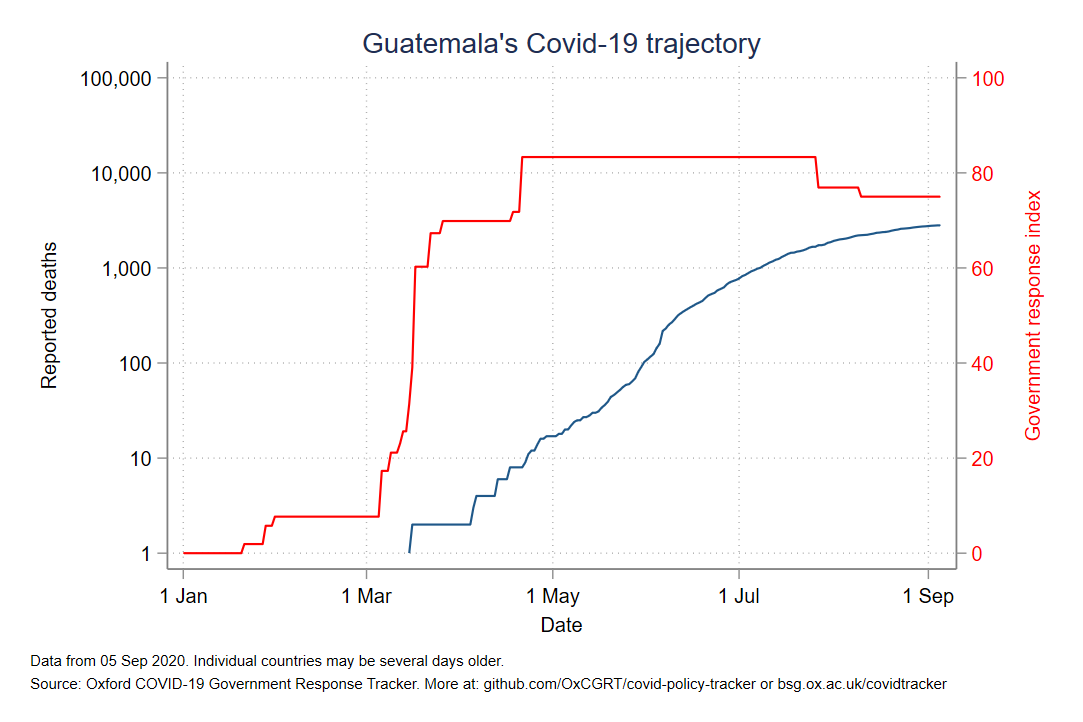 Guatemala's Covid-19 trajectory
100,000
10,000
1,000
100
10
1
Reported deaths
100
80
60
40
20
0
Government response index
1 Jan
1 Mar
1 May
1 Jul
1 Sep
Date
Data from 05 Sep 2020. Individual countries may be several days older.
Source: Oxford COVID-19 Government Response Tracker. More at: github.com/OxCGRT/covid-policy-tracker or bsg.ox.ac.uk/covidtracker